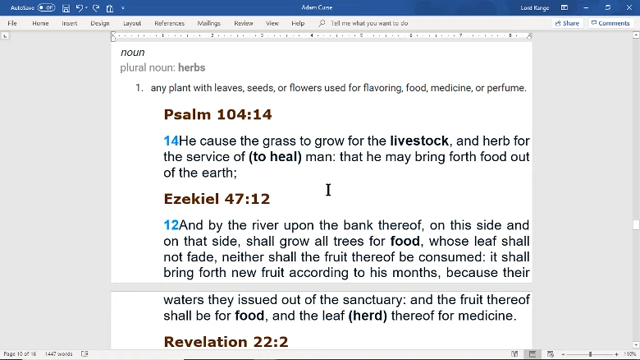 AutoSave Off
Adam Curse
Lord Range
File Home Insert Design Layout References Mailings Review View Help Tell me what you want to do Share Comments
noun
plural noun: herbs
1. any plant with leaves, seeds, or flowers used for flavoring, food, medicine, or perfume.
Psalm 104:14
14He cause the grass to grow for the livestock, and herb for
the service of (to heal) man: that he may bring forth food out
of the earth;
Ezekiel 47:12
12And by the river upon the bank thereof, on this side and
on that side, shall grow all trees for food, whose leaf shall
not fade, neither shall the fruit thereof be consumed: it shall
bring forth new fruit according to his months, because their
waters they issued out of the sanctuary: and the fruit thereof
shall be for food, and the leaf (herd) thereof for medicine.
Revelation 22:2
Page 10 of 16 1447 words